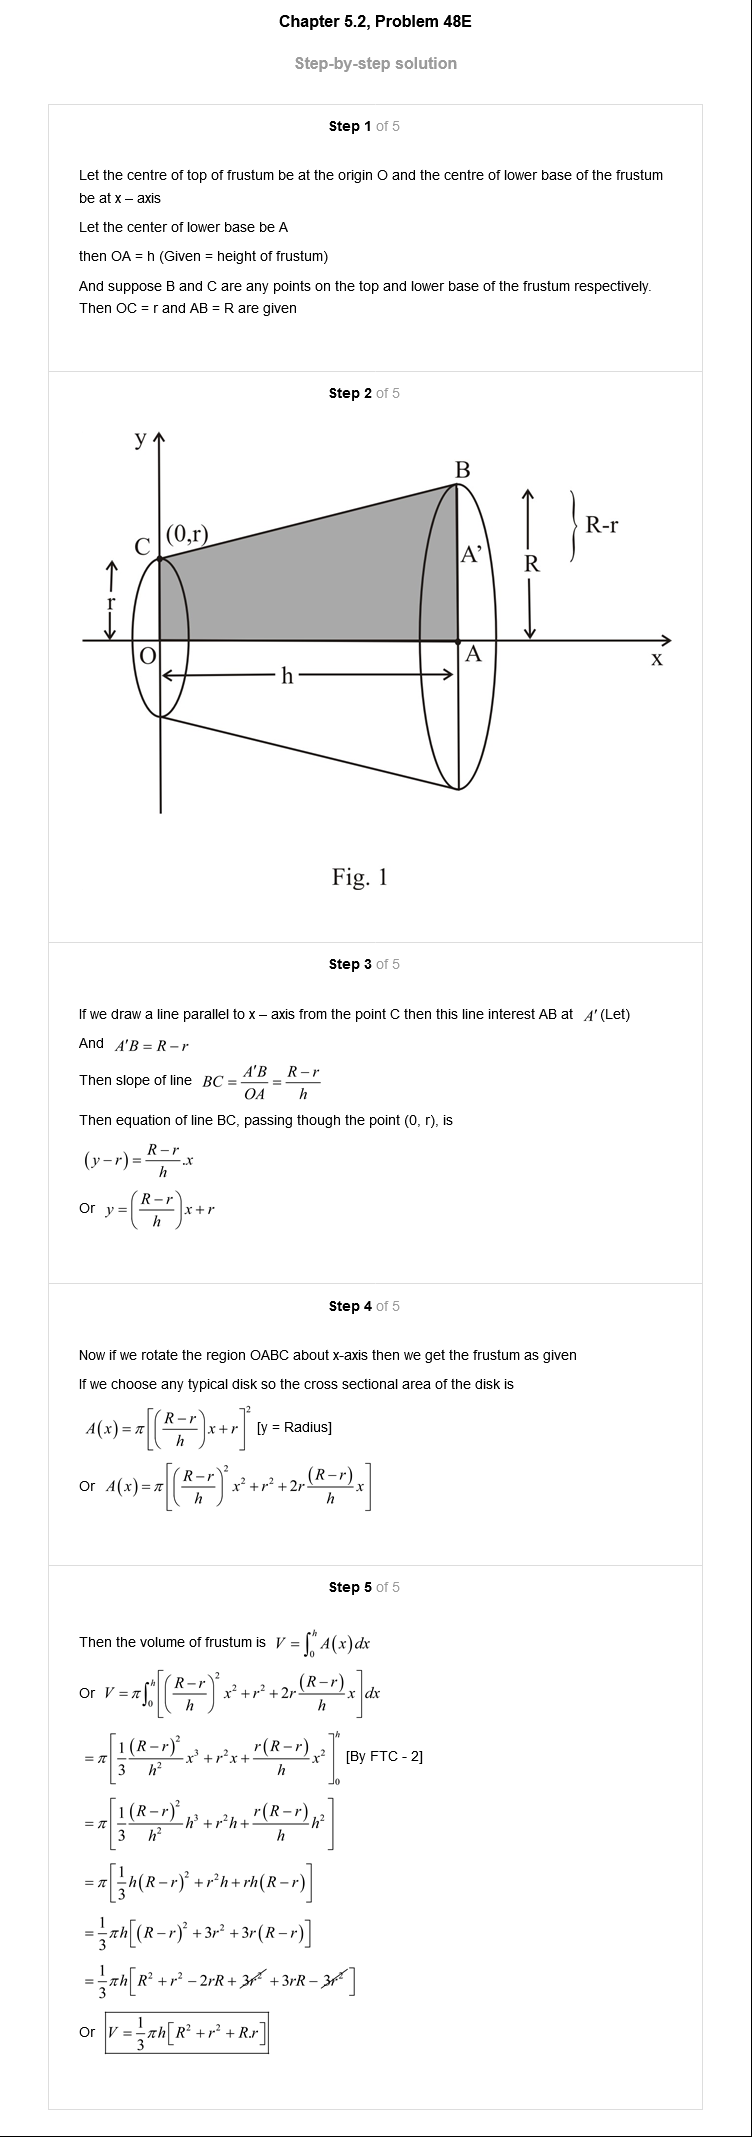 Chapter 5.2, Problem 48E
Step-by-step solution
Step 1 of 5
Let the centre of top of frustum be at the origin O and the centre of lower base of the frustum
be at x – axis
Let the center of lower base be A
then OA = h (Given = height of frustum)
And suppose B and C are any points on the top and lower base of the frustum respectively.
Then OC = r and AB = R are given
Step 2 of 5
y
B
C
(0,r)
A'
R
R-r
r
O
A
x
h
Fig. 1
Step 3 of 5
If we draw a line parallel to x – axis from the point C then this line interest AB at A' (Let)
And A'B = R – r
Then slope of line BC = \frac{A'B}{OA} = \frac{R-r}{h}
Then equation of line BC, passing though the point (0, r), is
(y-r) = \frac{R-r}{h}.x
Or y = \left(\frac{R-r}{h}\right)x + r
Step 4 of 5
Now if we rotate the region OABC about x-axis then we get the frustum as given
If we choose any typical disk so the cross sectional area of the disk is
A(x) = π\left[\left(\frac{R-r}{h}\right)x + r\right]^2 [y = Radius]
Or A(x) = π\left[\left(\frac{R-r}{h}\right)^2 x^2 + r^2 + 2r\frac{(R-r)}{h}x\right]
Step 5 of 5
Then the volume of frustum is V = \int_0^h A(x)dx
Or V = π\int_0^h \left[\left(\frac{R-r}{h}\right)^2 x^2 + r^2 + 2r\frac{(R-r)}{h}x\right]dx
= π\left[\frac{1}{3}\frac{(R-r)^2}{h^2}x^3 + r^2x + \frac{r(R-r)}{h}x^2\right]_0^h [By FTC - 2]
= π\left[\frac{1}{3}\frac{(R-r)^2}{h^2}h^3 + r^2h + \frac{r(R-r)}{h}h^2\right]
= π\left[\frac{1}{3}h(R-r)^2 + r^2h + rh(R-r)\right]
= \frac{1}{3}πh\left[(R-r)^2 + 3r^2 + 3r(R-r)\right]
= \frac{1}{3}πh\left[R^2 + r^2 - 2rR + 3r^2 + 3rR - 3r^2\right]
Or V = \frac{1}{3}πh\left[R^2 + r^2 + R.r\right]